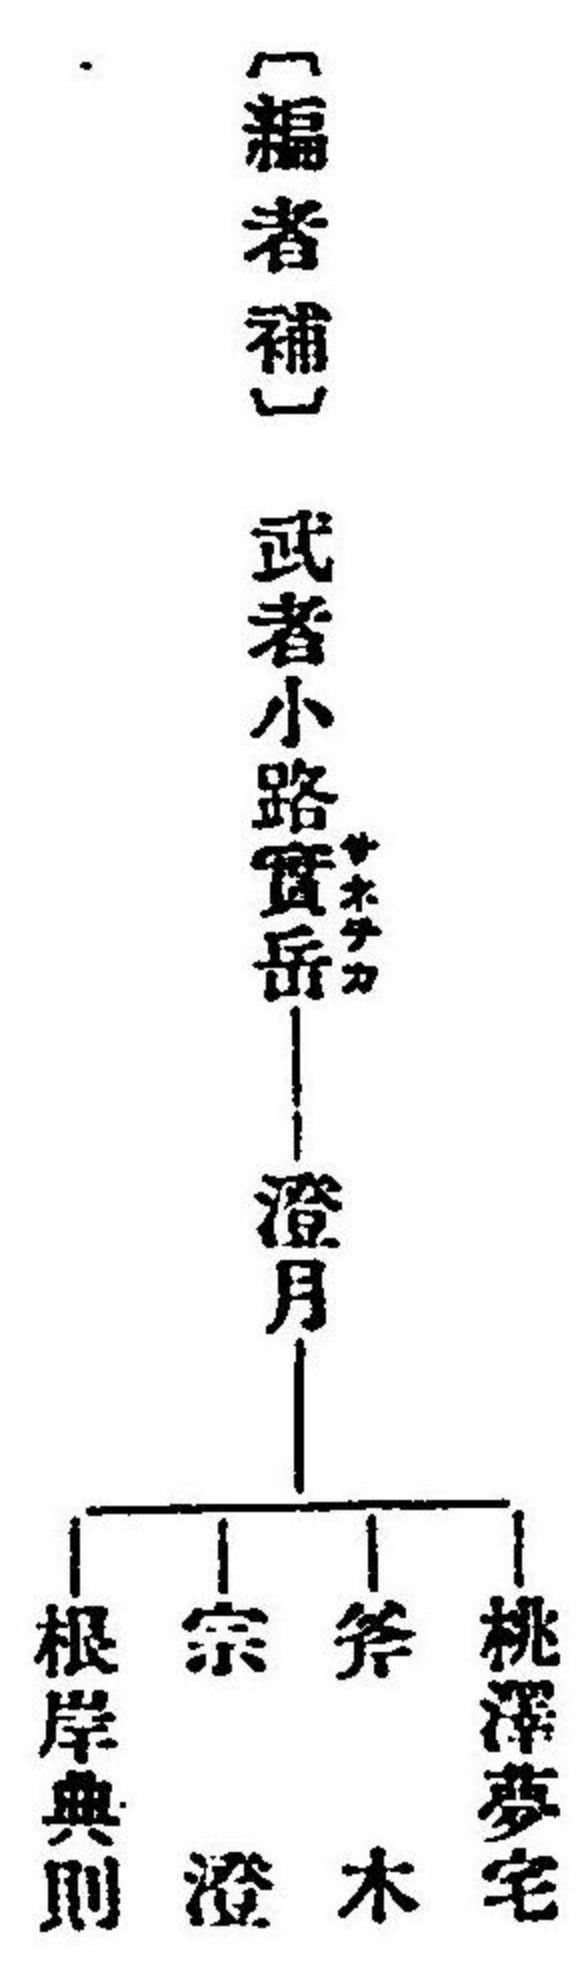 〔編者補〕 武者小路實岳
サネチカ
澄月
桃澤夢宅
斧木
宗澄
根岸典則